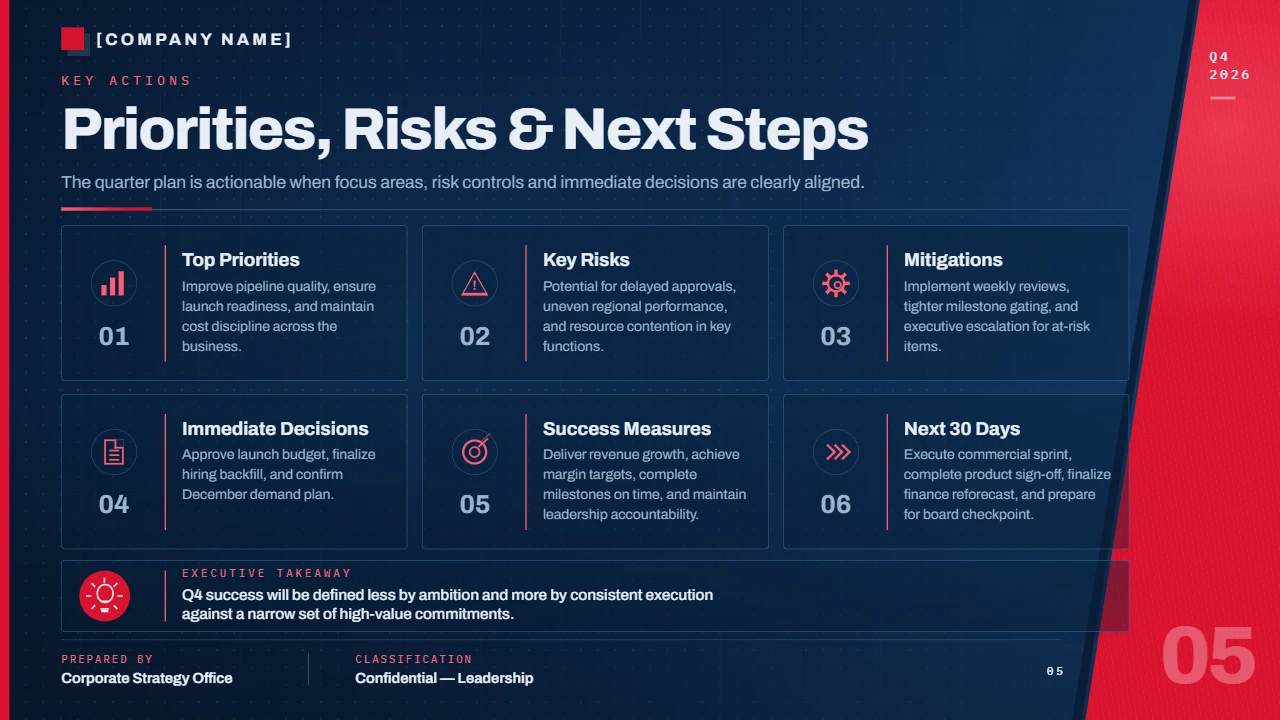 [COMPANY NAME]
Q4
2026
KEY ACTIONS
Priorities, Risks & Next Steps
The quarter plan is actionable when focus areas, risk controls and immediate decisions are clearly aligned.
01
Top Priorities
Improve pipeline quality, ensure
launch readiness, and maintain
cost discipline across the
business.
02
Key Risks
Potential for delayed approvals,
uneven regional performance,
and resource contention in key
functions.
03
Mitigations
Implement weekly reviews,
tighter milestone gating, and
executive escalation for at-risk
items.
04
Immediate Decisions
Approve launch budget, finalize
hiring backfill, and confirm
December demand plan.
05
Success Measures
Deliver revenue growth, achieve
margin targets, complete
milestones on time, and maintain
leadership accountability.
06
Next 30 Days
Execute commercial sprint,
complete product sign-off, finalize
finance reforecast, and prepare
for board checkpoint.
EXECUTIVE TAKEAWAY
Q4 success will be defined less by ambition and more by consistent execution
against a narrow set of high-value commitments.
PREPARED BY
Corporate Strategy Office
CLASSIFICATION
Confidential — Leadership
05
05